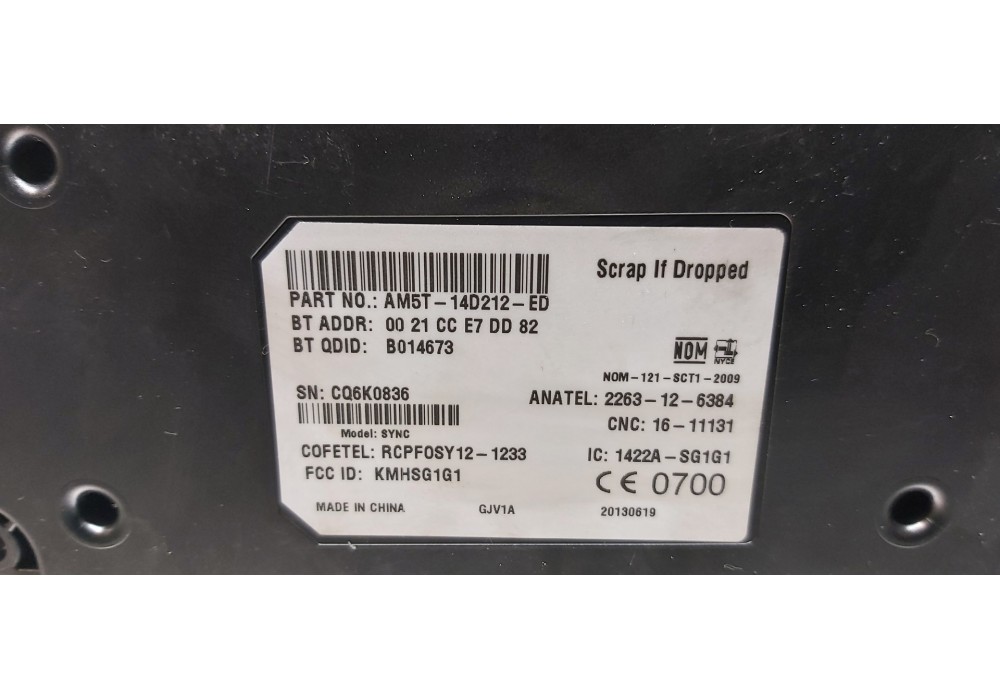 Scrap If Dropped
PART NO.: AM5T-14D212-ED
BT ADDR: 00 21 CC E7 DD 82
BT QDID: B014673
NOM NYCE
NOM-121-SCT1-2009
SN: CQ6K0836
ANATEL: 2263-12-6384
Model: SYNC
CNC: 16-11131
COFETEL: RCPFOSY12-1233
IC: 1422A-SG1G1
FCC ID: KMHSG1G1
CE 0700
MADE IN CHINA
GJV1A
20130619